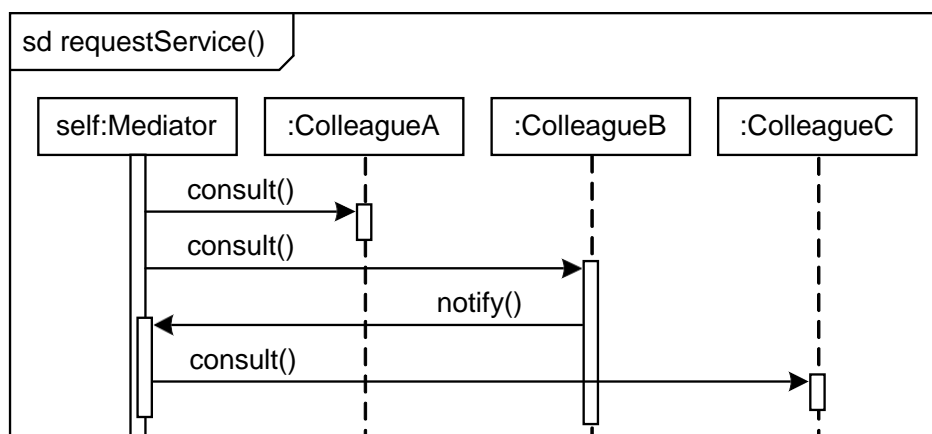 sd requestService()
self:Mediator
:ColleagueA
:ColleagueB
:ColleagueC
consult()
consult()
notify()
consult()